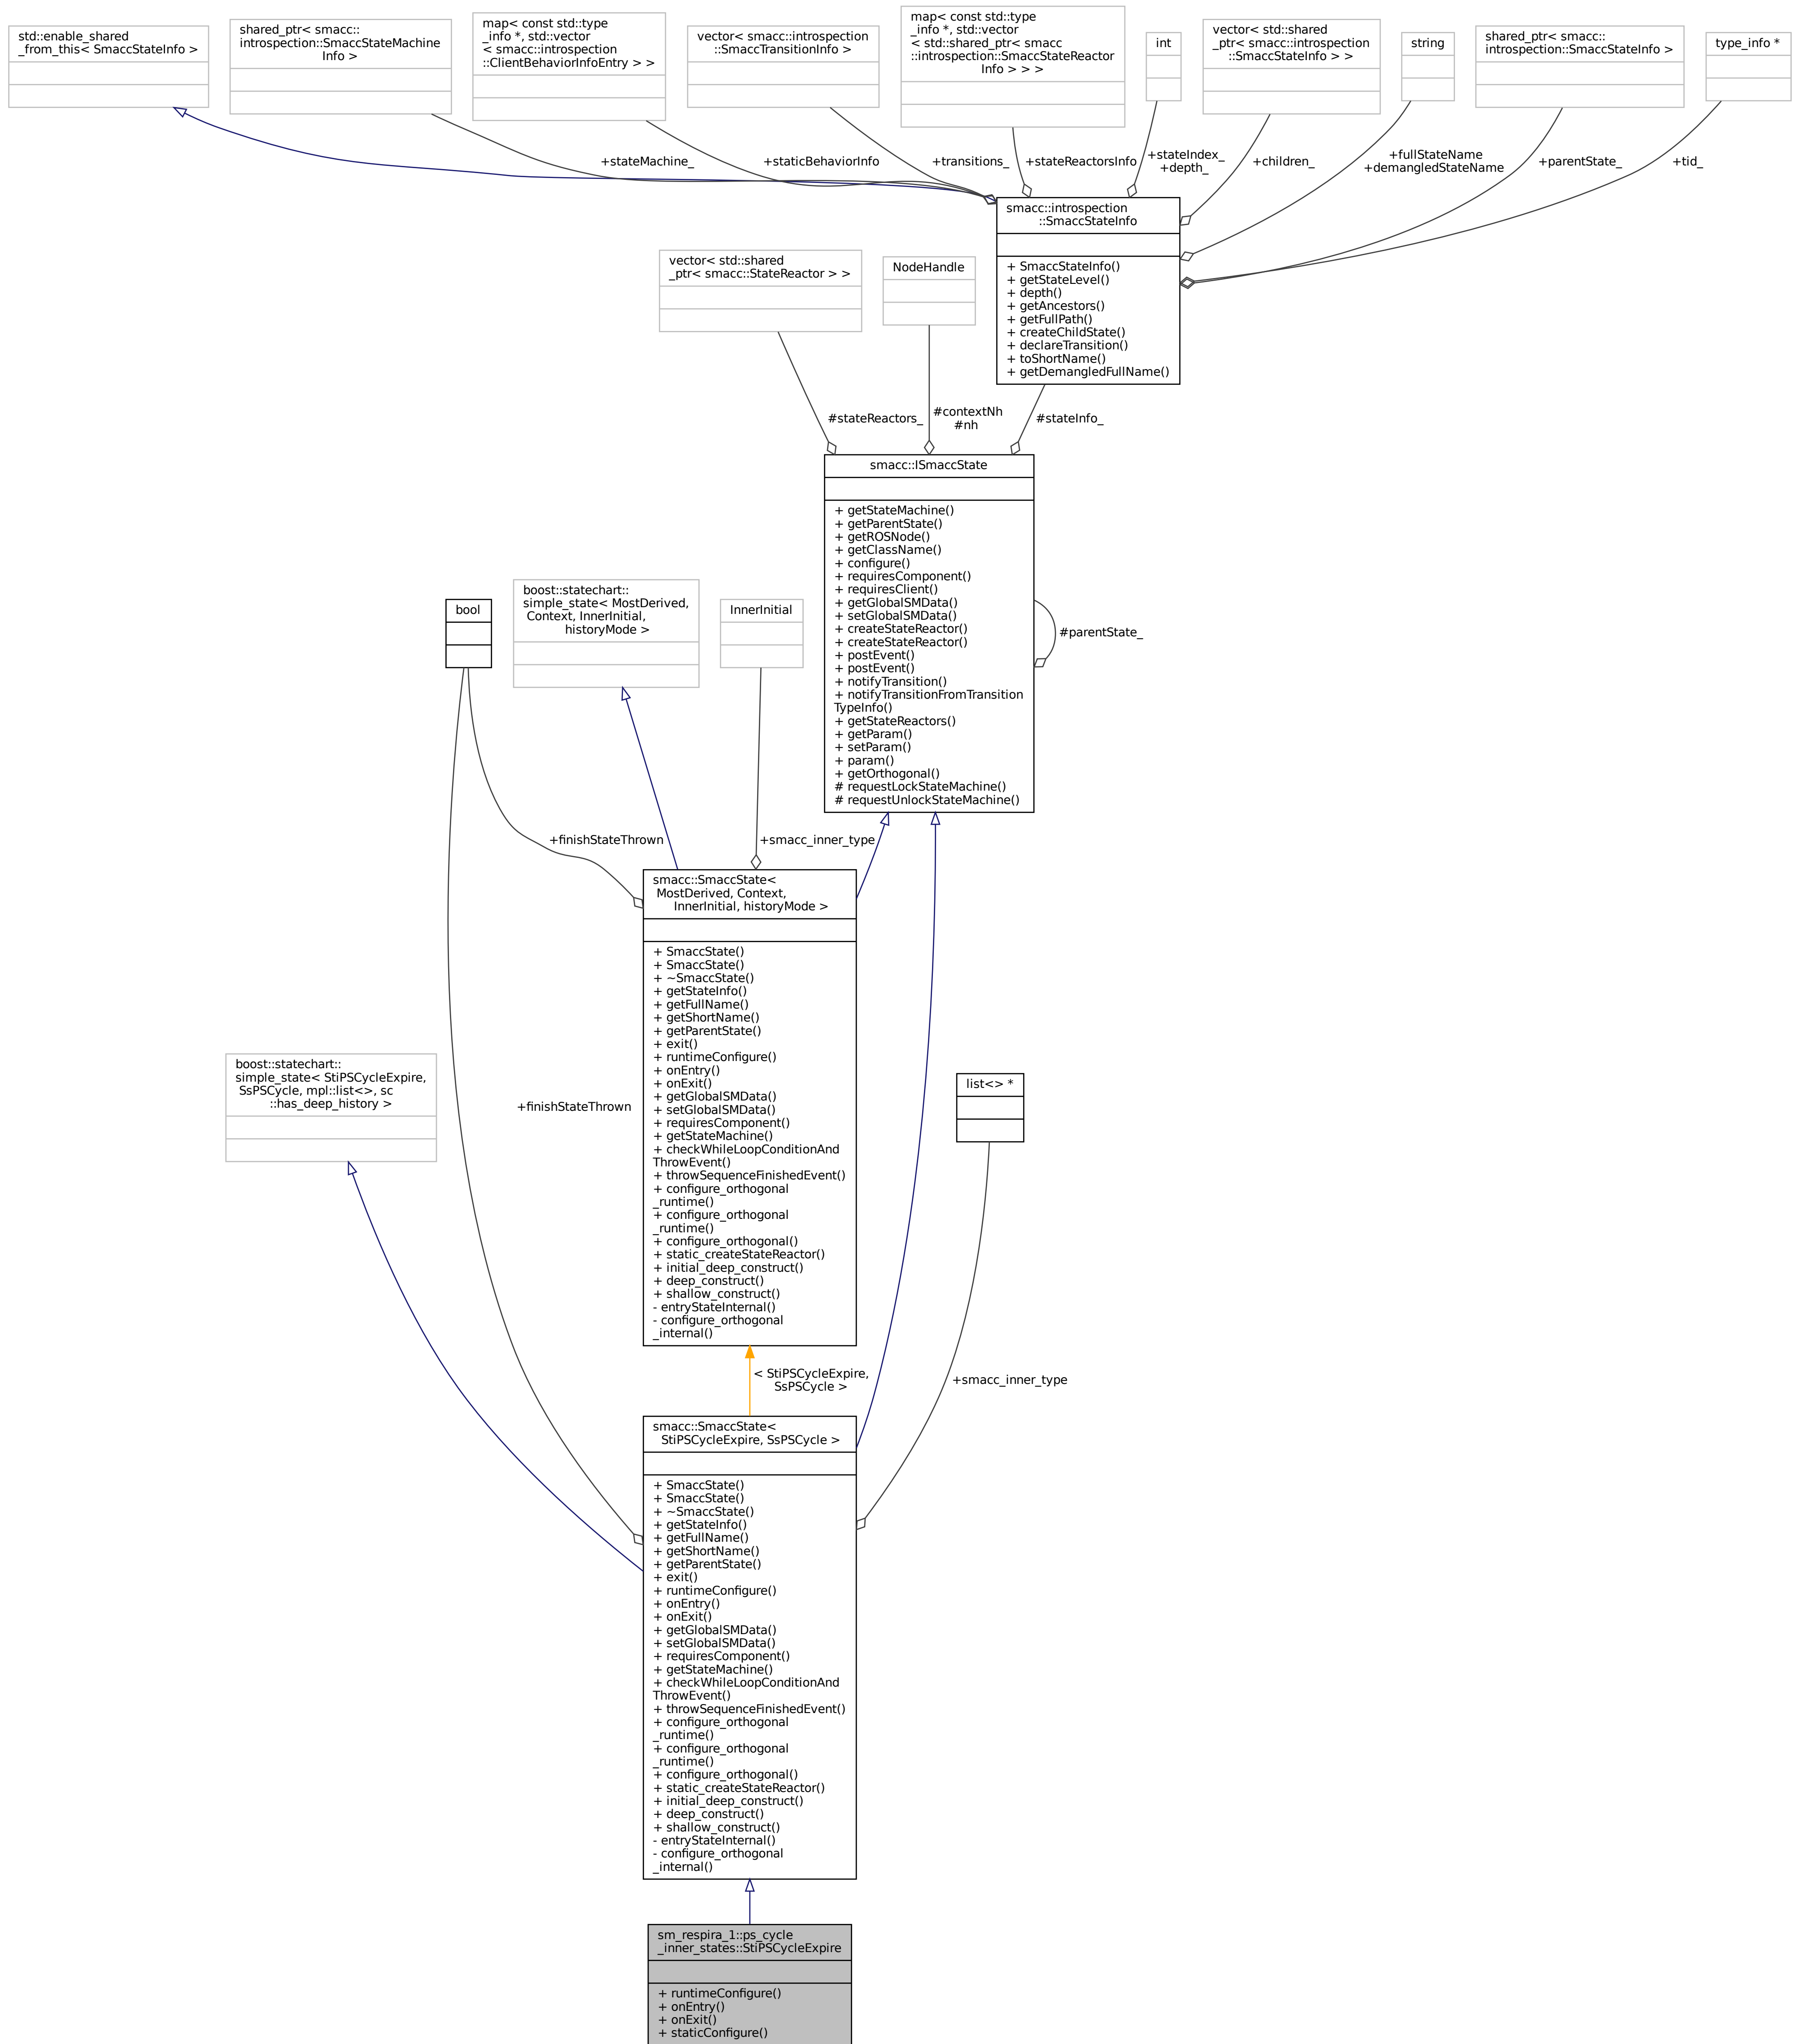 std::enable_shared
_from_this< SmaccStateInfo >
shared_ptr< smacc::
introspection::SmaccStateMachine
Info >
map< const std::type
_info *, std::vector
< smacc::introspection
::ClientBehaviorInfoEntry > >
vector< smacc::introspection
::SmaccTransitionInfo >
map< const std::type
_info *, std::vector
< std::shared_ptr< smacc
::introspection::SmaccStateReactor
Info > > >
int
vector< std::shared
_ptr< smacc::introspection
::SmaccStateInfo > >
string
shared_ptr< smacc::
introspection::SmaccStateInfo >
type_info *
+stateMachine_
+staticBehaviorInfo
+transitions_
+stateReactorsInfo
+stateIndex_
+depth_
+children_
+fullStateName
+demangledStateName
+parentState_
+tid_
smacc::introspection
::SmaccStateInfo
+ SmaccStateInfo()
+ getStateLevel()
+ depth()
+ getAncestors()
+ getFullPath()
+ createChildState()
+ declareTransition()
+ toShortName()
+ getDemangledFullName()
vector< std::shared
_ptr< smacc::StateReactor > >
NodeHandle
#stateReactors_
#contextNh
#nh
#stateInfo_
smacc::ISmaccState
+ getStateMachine()
+ getParentState()
+ getROSNode()
+ getClassName()
+ configure()
+ requiresComponent()
+ requiresClient()
+ getGlobalSMData()
+ setGlobalSMData()
+ createStateReactor()
+ createStateReactor()
+ postEvent()
+ postEvent()
+ notifyTransition()
+ notifyTransitionFromTransition
TypeInfo()
+ getStateReactors()
+ getParam()
+ setParam()
+ param()
+ getOrthogonal()
# requestLockStateMachine()
# requestUnlockStateMachine()
#parentState_
bool
boost::statechart::
simple_state< MostDerived,
Context, InnerInitial,
historyMode >
InnerInitial
+finishStateThrown
+smacc_inner_type
smacc::SmaccState<
MostDerived, Context,
InnerInitial, historyMode >
+ SmaccState()
+ SmaccState()
+ ~SmaccState()
+ getStateInfo()
+ getFullName()
+ getShortName()
+ getParentState()
+ exit()
+ runtimeConfigure()
+ onEntry()
+ onExit()
+ getGlobalSMData()
+ setGlobalSMData()
+ requiresComponent()
+ getStateMachine()
+ checkWhileLoopConditionAnd
ThrowEvent()
+ throwSequenceFinishedEvent()
+ configure_orthogonal
_runtime()
+ configure_orthogonal
_runtime()
+ configure_orthogonal()
+ static_createStateReactor()
+ initial_deep_construct()
+ deep_construct()
+ shallow_construct()
- entryStateInternal()
- configure_orthogonal
_internal()
boost::statechart::
simple_state< StiPSCycleExpire,
SsPSCycle, mpl::list<>, sc
::has_deep_history >
+finishStateThrown
list<> *
< StiPSCycleExpire,
SsPSCycle >
+smacc_inner_type
smacc::SmaccState<
StiPSCycleExpire, SsPSCycle >
+ SmaccState()
+ SmaccState()
+ ~SmaccState()
+ getStateInfo()
+ getFullName()
+ getShortName()
+ getParentState()
+ exit()
+ runtimeConfigure()
+ onEntry()
+ onExit()
+ getGlobalSMData()
+ setGlobalSMData()
+ requiresComponent()
+ getStateMachine()
+ checkWhileLoopConditionAnd
ThrowEvent()
+ throwSequenceFinishedEvent()
+ configure_orthogonal
_runtime()
+ configure_orthogonal
_runtime()
+ configure_orthogonal()
+ static_createStateReactor()
+ initial_deep_construct()
+ deep_construct()
+ shallow_construct()
- entryStateInternal()
- configure_orthogonal
_internal()
sm_respira_1::ps_cycle
_inner_states::StiPSCycleExpire
+ runtimeConfigure()
+ onEntry()
+ onExit()
+ staticConfigure()